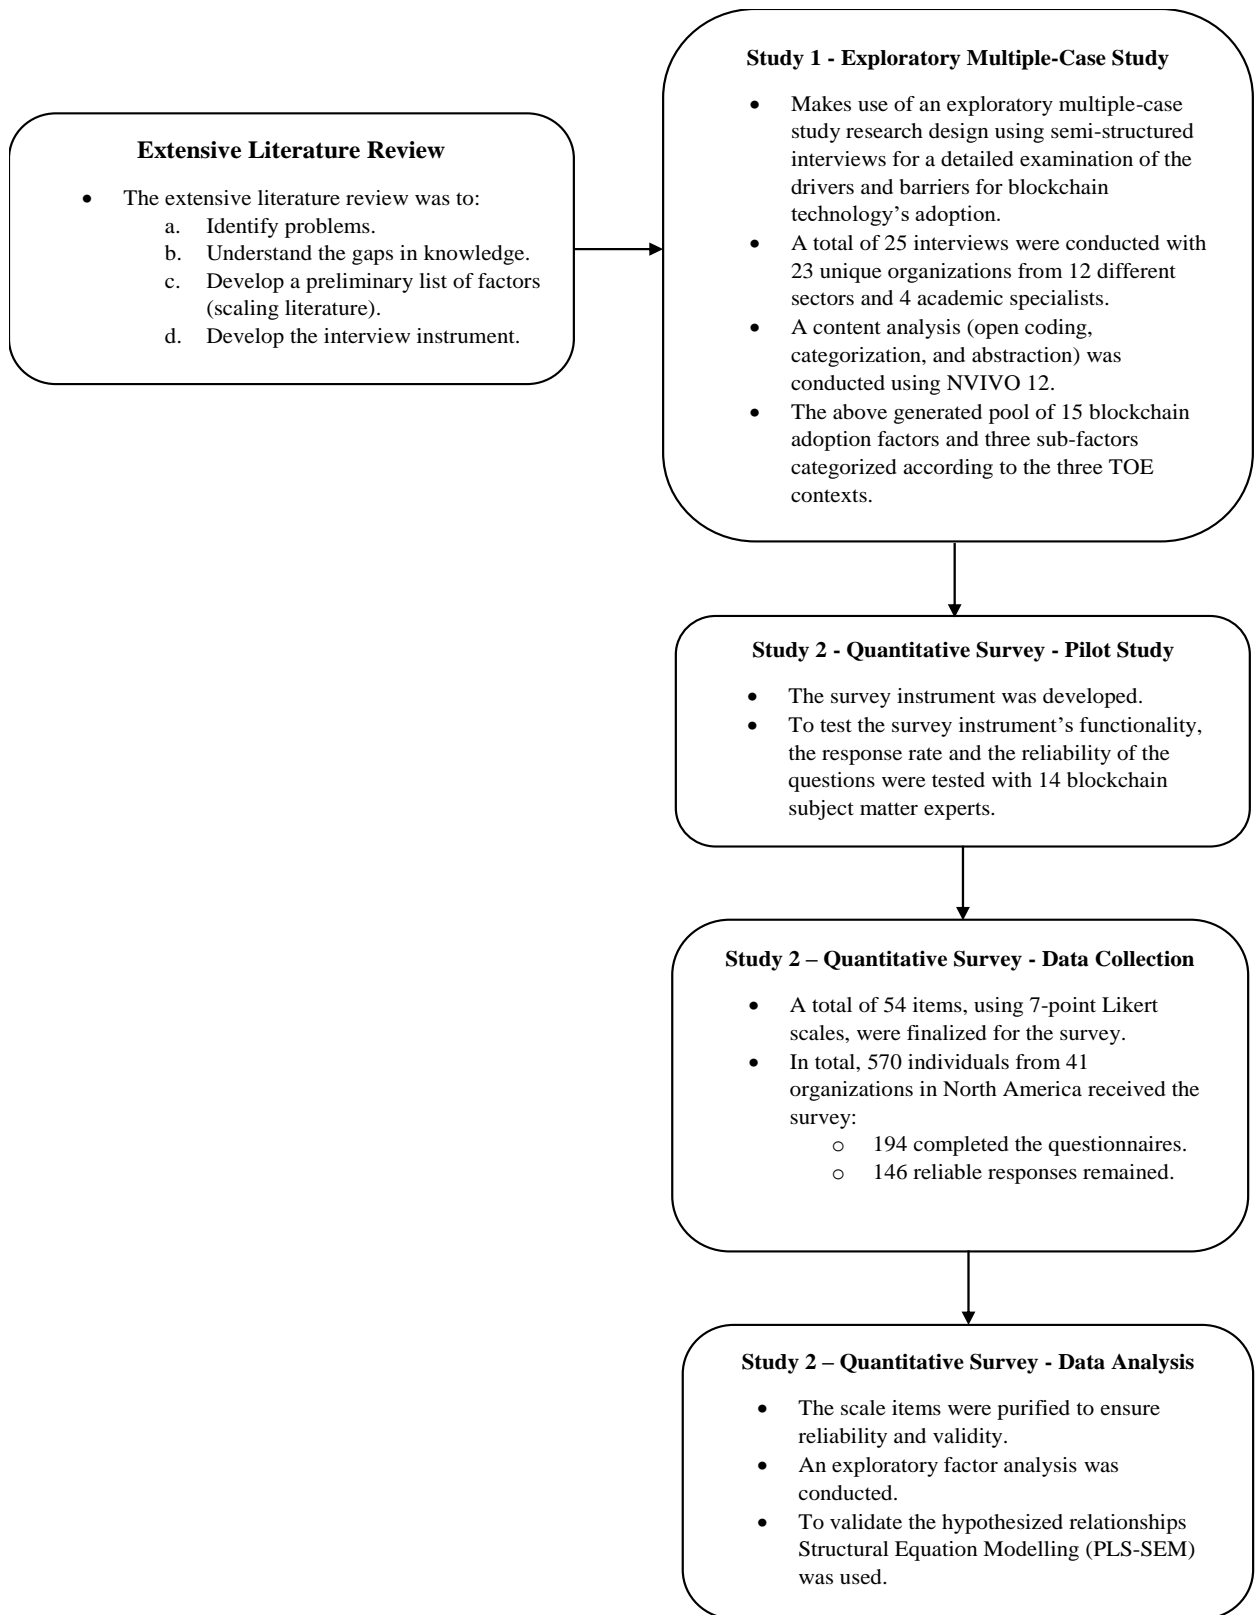 Extensive Literature Review
• The extensive literature review was to:
a. Identify problems.
b. Understand the gaps in knowledge.
c. Develop a preliminary list of factors
(scaling literature).
d. Develop the interview instrument.
Study 1 - Exploratory Multiple-Case Study
• Makes use of an exploratory multiple-case
study research design using semi-structured
interviews for a detailed examination of the
drivers and barriers for blockchain
technology’s adoption.
• A total of 25 interviews were conducted with
23 unique organizations from 12 different
sectors and 4 academic specialists.
• A content analysis (open coding,
categorization, and abstraction) was
conducted using NVIVO 12.
• The above generated pool of 15 blockchain
adoption factors and three sub-factors
categorized according to the three TOE
contexts.
Study 2 - Quantitative Survey - Pilot Study
• The survey instrument was developed.
• To test the survey instrument’s functionality,
the response rate and the reliability of the
questions were tested with 14 blockchain
subject matter experts.
Study 2 – Quantitative Survey - Data Collection
• A total of 54 items, using 7-point Likert
scales, were finalized for the survey.
• In total, 570 individuals from 41
organizations in North America received the
survey:
o 194 completed the questionnaires.
o 146 reliable responses remained.
Study 2 – Quantitative Survey - Data Analysis
• The scale items were purified to ensure
reliability and validity.
• An exploratory factor analysis was
conducted.
• To validate the hypothesized relationships
Structural Equation Modelling (PLS-SEM)
was used.